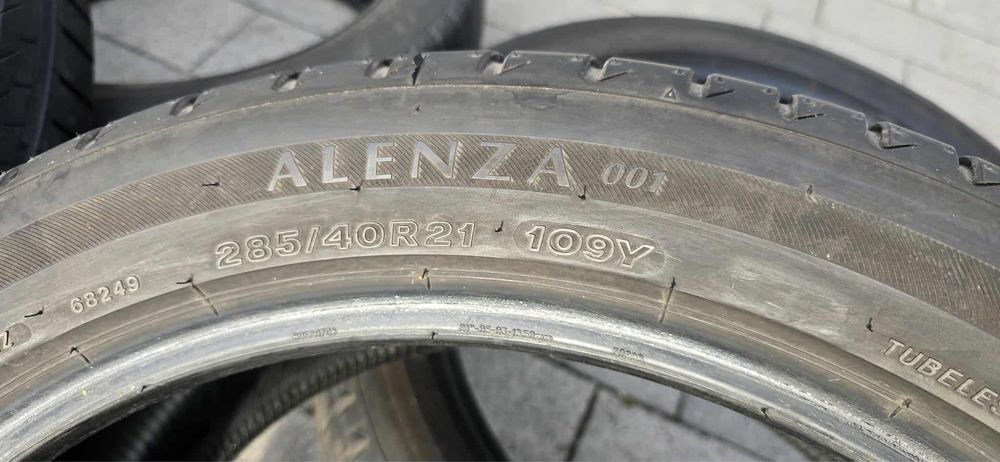 ALENZA 001
285/40R21 109Y
68249
TUBELES